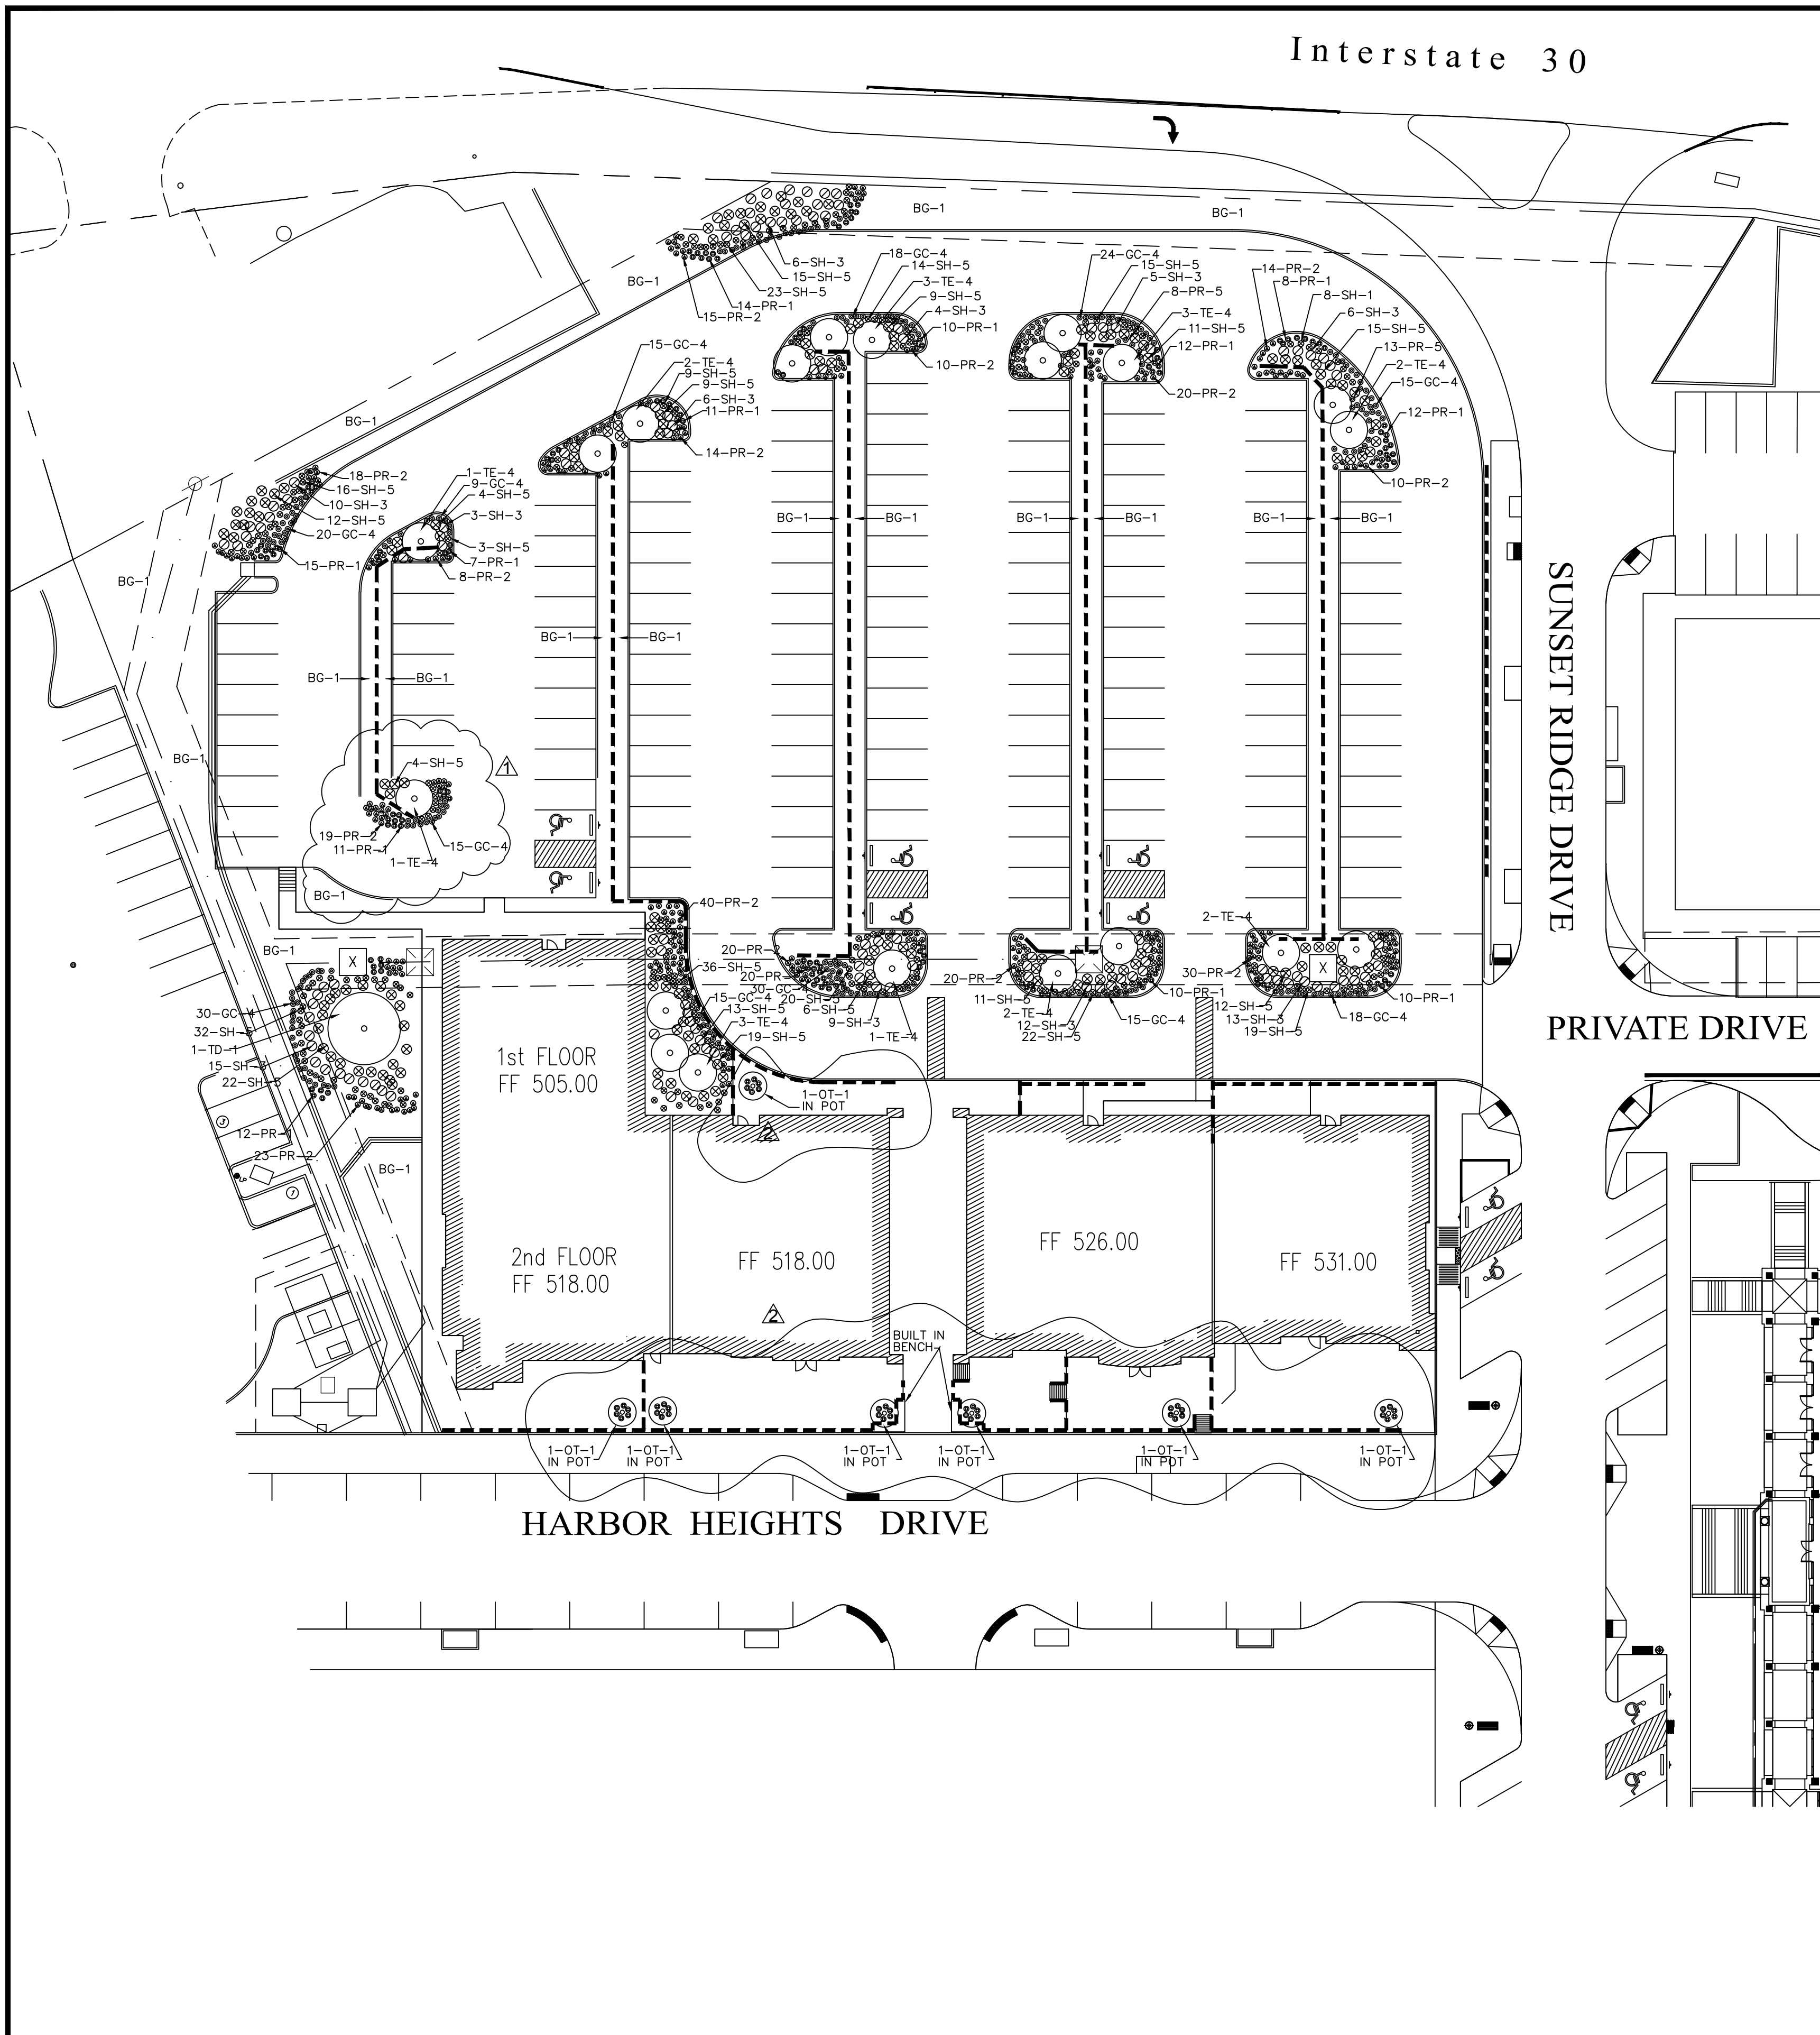 Interstate 30
BG-1
BG-1
BG-1
6-SH-3
15-SH-5
23-SH-5
14-PR-1
15-PR-2
18-GC-4
14-SH-5
3-TE-4
9-SH-5
4-SH-3
10-PR-1
10-PR-2
24-GC-4
15-SH-5
5-SH-3
8-PR-5
3-TE-4
11-SH-5
12-PR-1
20-PR-2
14-PR-2
8-PR-1
8-SH-1
6-SH-3
15-SH-5
13-PR-5
2-TE-4
15-GC-4
12-PR-1
10-PR-2
15-GC-4
2-TE-4
9-SH-5
9-SH-5
6-SH-3
11-PR-1
14-PR-2
BG-1
18-PR-2
16-SH-5
10-SH-3
12-SH-5
20-GC-4
15-PR-1
1-TE-4
9-GC-4
4-SH-5
3-SH-3
3-SH-5
7-PR-1
8-PR-2
BG-1
BG-1
BG-1
BG-1
BG-1
BG-1
BG-1
BG-1
BG-1
BG-1
BG-1
BG-1
BG-1
SUNSET RIDGE DRIVE
1
4-SH-5
19-PR-2
11-PR-1
1-TE-4
15-GC-4
BG-1
BG-1
X
40-PR-2
36-SH-5
15-GC-4
13-SH-5
3-TE-4
19-SH-5
20-PR-2
20-PR-
30-GC-4
20-SH-5
6-SH-5
9-SH-3
1-TE-4
20-PR-2
11-SH-5
2-TE-4
12-SH-3
22-SH-5
15-GC-4
10-PR-1
2-TE-4
30-PR-2
X
12-SH-5
13-SH-3
19-SH-5
18-GC-4
10-PR-1
PRIVATE DRIVE
30-GC-4
32-SH-5
1-TD-1
15-SH-3
22-SH-5
12-PR-1
23-PR-2
BG-1
1st FLOOR
FF 505.00
1-OT-1
IN POT
2
2nd FLOOR
FF 518.00
FF 518.00
FF 526.00
FF 531.00
2
BUILT IN
BENCH
1-OT-1
IN POT
1-OT-1
IN POT
1-OT-1
IN POT
1-OT-1
IN POT
1-OT-1
IN POT
1-OT-1
IN POT
HARBOR HEIGHTS DRIVE